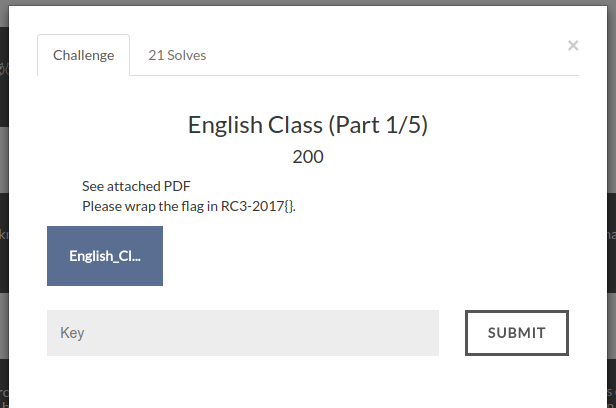 Challenge
21 Solves
×
English Class (Part 1/5)
200
See attached PDF
Please wrap the flag in RC3-2017{}.
English_Cl...
Key
SUBMIT